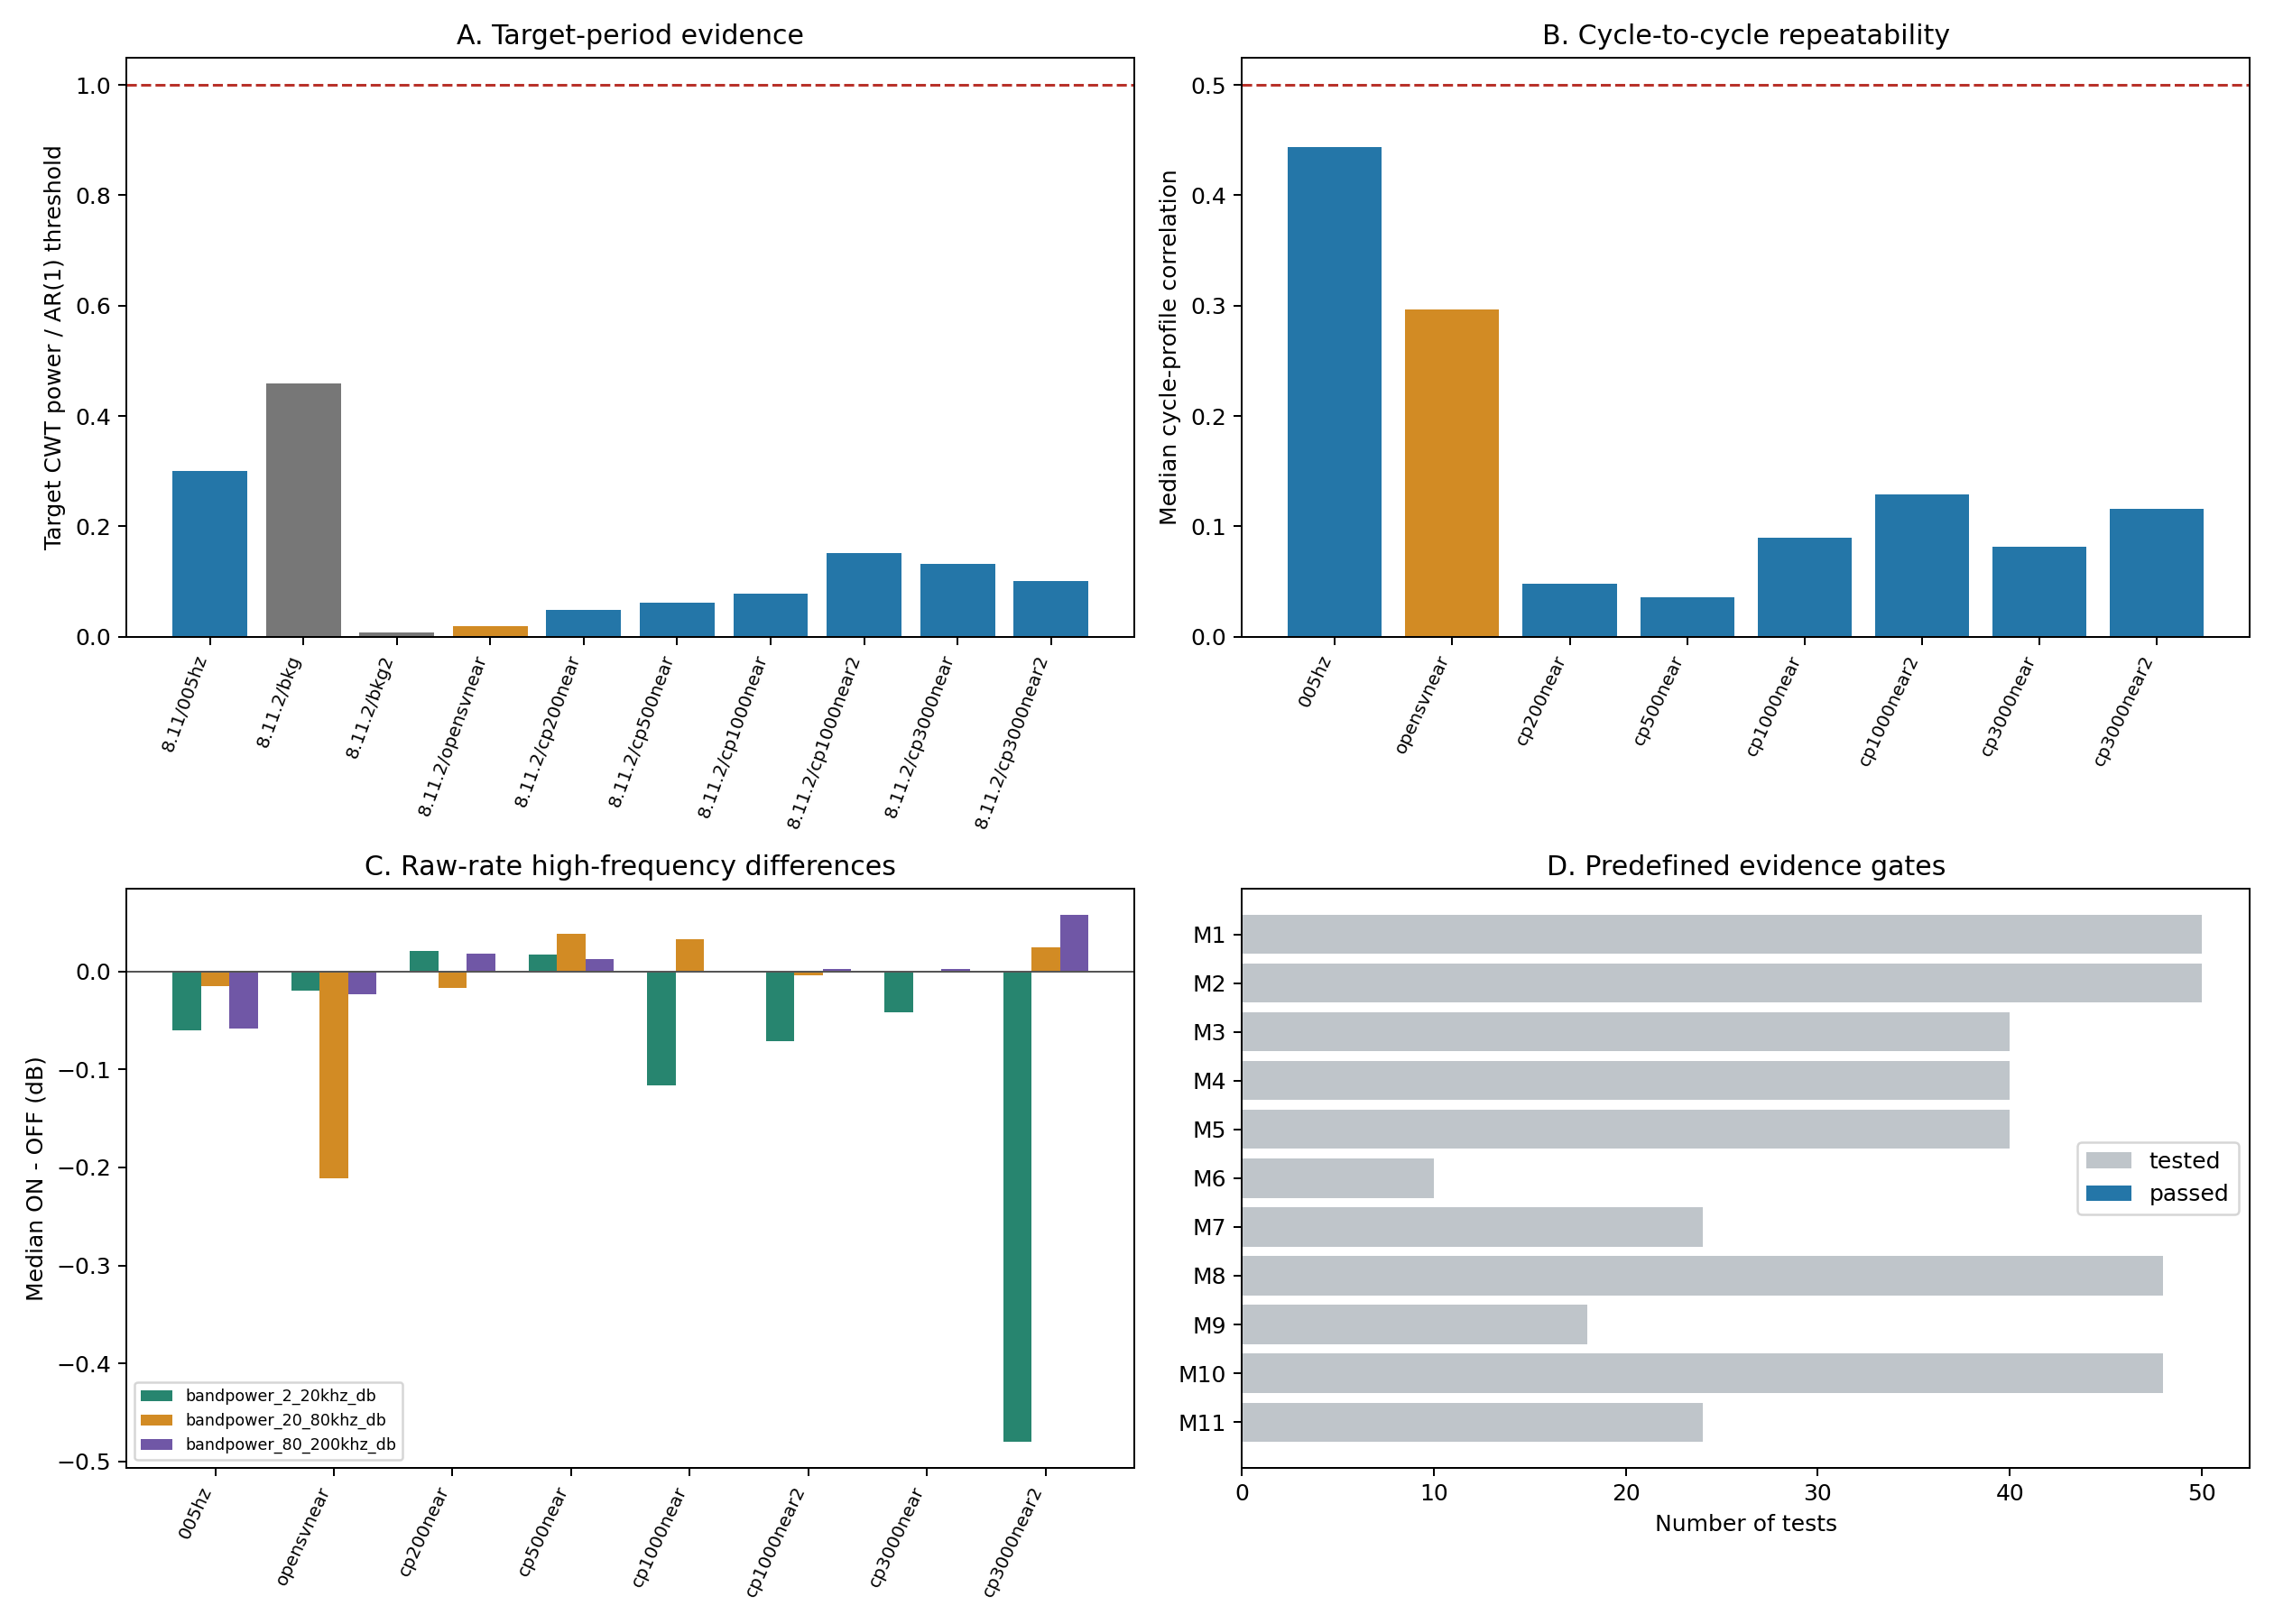 A. Target-period evidence
Target CWT power / AR(1) threshold
1.0
0.8
0.6
0.4
0.2
0.0
8.11/005hz
8.11.2/bkg
8.11.2/bkg2
8.11.2/opensvnear
8.11.2/cp200near
8.11.2/cp500near
8.11.2/cp1000near
8.11.2/cp1000near2
8.11.2/cp3000near
8.11.2/cp3000near2
B. Cycle-to-cycle repeatability
Median cycle-profile correlation
0.5
0.4
0.3
0.2
0.1
0.0
005hz
opensvnear
cp200near
cp500near
cp1000near
cp1000near2
cp3000near
cp3000near2
C. Raw-rate high-frequency differences
Median ON - OFF (dB)
0.0
−0.1
−0.2
−0.3
−0.4
−0.5
bandpower_2_20khz_db
bandpower_20_80khz_db
bandpower_80_200khz_db
005hz
opensvnear
cp200near
cp500near
cp1000near
cp1000near2
cp3000near
cp3000near2
D. Predefined evidence gates
M1
M2
M3
M4
M5
M6
M7
M8
M9
M10
M11
tested
passed
0
10
20
30
40
50
Number of tests